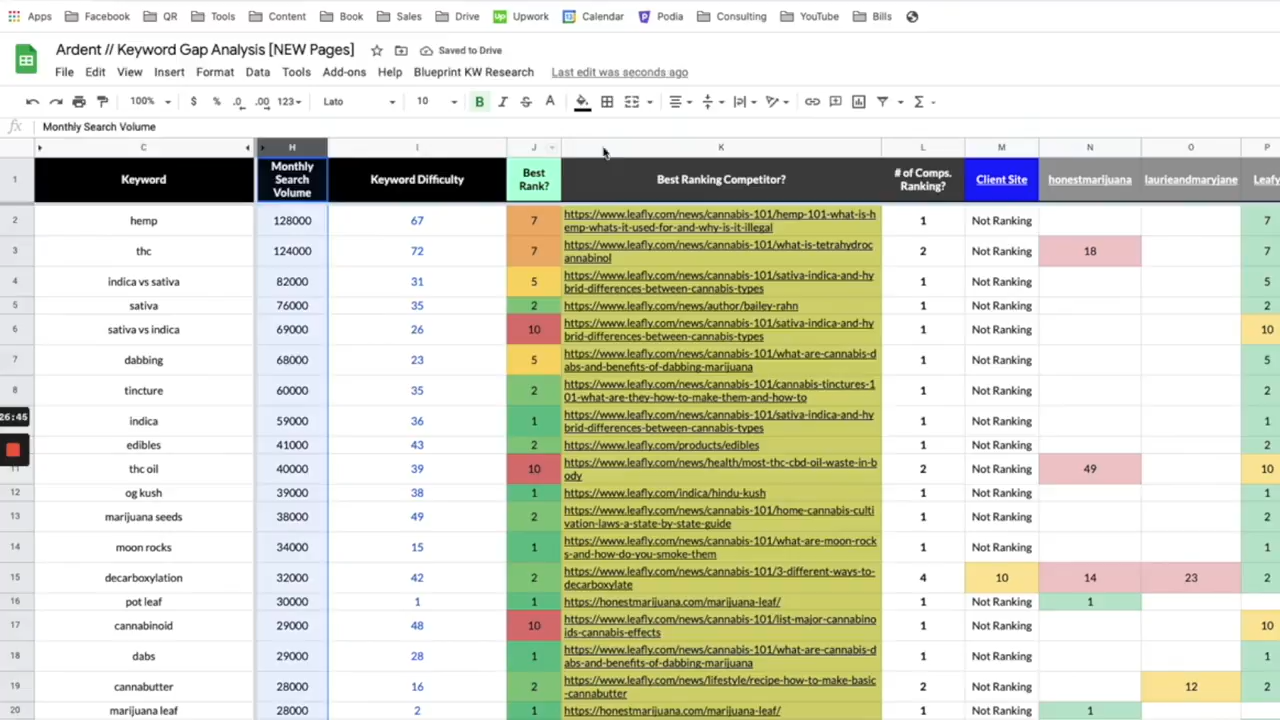 Apps Facebook QR Tools Content Book Sales Drive Up Upwork Calendar Podia Consulting YouTube Bills
Ardent // Keyword Gap Analysis [NEW Pages] Saved to Drive
File Edit View Insert Format Data Tools Add-ons Help Blueprint KW Research Last edit was seconds ago
100% $ % .0 .00 123 Lato 10 B I S A
fx Monthly Search Volume
C H I J K L M N O P
1 Keyword Monthly Search Volume Keyword Difficulty Best Rank? Best Ranking Competitor? # of Comps. Ranking? Client Site honestmarijuana laurieandmaryjane Leafy
2 hemp 128000 67 7 https://www.leafly.com/news/cannabis-101/hemp-101-what-is-h 1 Not Ranking 7
emp-whats-it-used-for-and-why-is-it-illegal
thc 124000 72 7 https://www.leafly.com/news/cannabis-101/what-is-tetrahydroc 2 Not Ranking 18 7
annabinol
indica vs sativa 82000 31 5 https://www.leafly.com/news/cannabis-101/sativa-indica-and-hy 1 Not Ranking 5
brid-differences-between-cannabis-types
5 sativa 76000 35 2 https://www.leafly.com/news/author/bailey-rahn 1 Not Ranking 2
6 sativa vs indica 69000 26 10 https://www.leafly.com/news/cannabis-101/sativa-indica-and-hy 1 Not Ranking 10
brid-differences-between-cannabis-types
7 dabbing 68000 23 5 https://www.leafly.com/news/cannabis-101/what-are-cannabis-d 1 Not Ranking 5
abs-and-benefits-of-dabbing-marijuana
8 tincture 60000 35 2 https://www.leafly.com/news/cannabis-101/cannabis-tinctures-1 1 Not Ranking 2
01-what-are-they-how-to-make-them-and-how-to
26:45 indica 59000 36 1 https://www.leafly.com/news/cannabis-101/sativa-indica-and-hy 1 Not Ranking 1
brid-differences-between-cannabis-types
edibles 41000 43 2 https://www.leafly.com/products/edibles 1 Not Ranking 2
thc oil 40000 39 10 https://www.leafly.com/news/health/most-thc-cbd-oil-waste-in-b 2 Not Ranking 49 10
ody
12 og kush 39000 38 1 https://www.leafly.com/indica/hindu-kush 1 Not Ranking 1
marijuana seeds 38000 49 2 https://www.leafly.com/news/cannabis-101/home-cannabis-culti 1 Not Ranking 2
vation-laws-a-state-by-state-guide
14 moon rocks 34000 15 1 https://www.leafly.com/news/cannabis-101/what-are-moon-rock 1 Not Ranking 1
s-and-how-do-you-smoke-them
15 decarboxylation 32000 42 2 https://www.leafly.com/news/cannabis-101/3-different-ways-to- 4 10 14 23 2
decarboxylate
16 pot leaf 30000 1 1 https://honestmarijuana.com/marijuana-leaf/ 1 Not Ranking 1
17 cannabinoid 29000 48 10 https://www.leafly.com/news/cannabis-101/list-major-cannabino 1 Not Ranking 10
ids-cannabis-effects
18 dabs 29000 28 1 https://www.leafly.com/news/cannabis-101/what-are-cannabis-d 1 Not Ranking 1
abs-and-benefits-of-dabbing-marijuana
19 cannabutter 28000 16 2 https://www.leafly.com/news/lifestyle/recipe-how-to-make-basic 2 Not Ranking 12 2
-cannabutter
20 marijuana leaf 28000 2 1 https://honestmarijuana.com/marijuana-leaf/ 1 Not Ranking 1